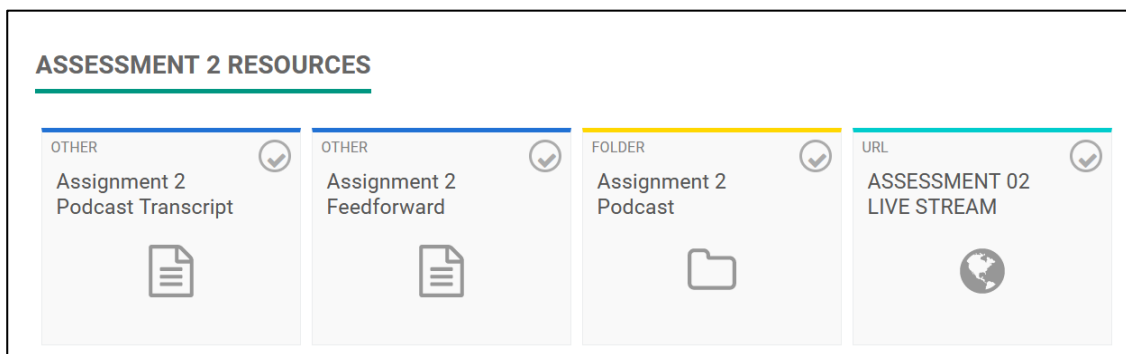 ASSESSMENT 2 RESOURCES
OTHER
Assignment 2
Podcast Transcript
OTHER
Assignment 2
Feedforward
FOLDER
Assignment 2
Podcast
URL
ASSESSMENT 02
LIVE STREAM